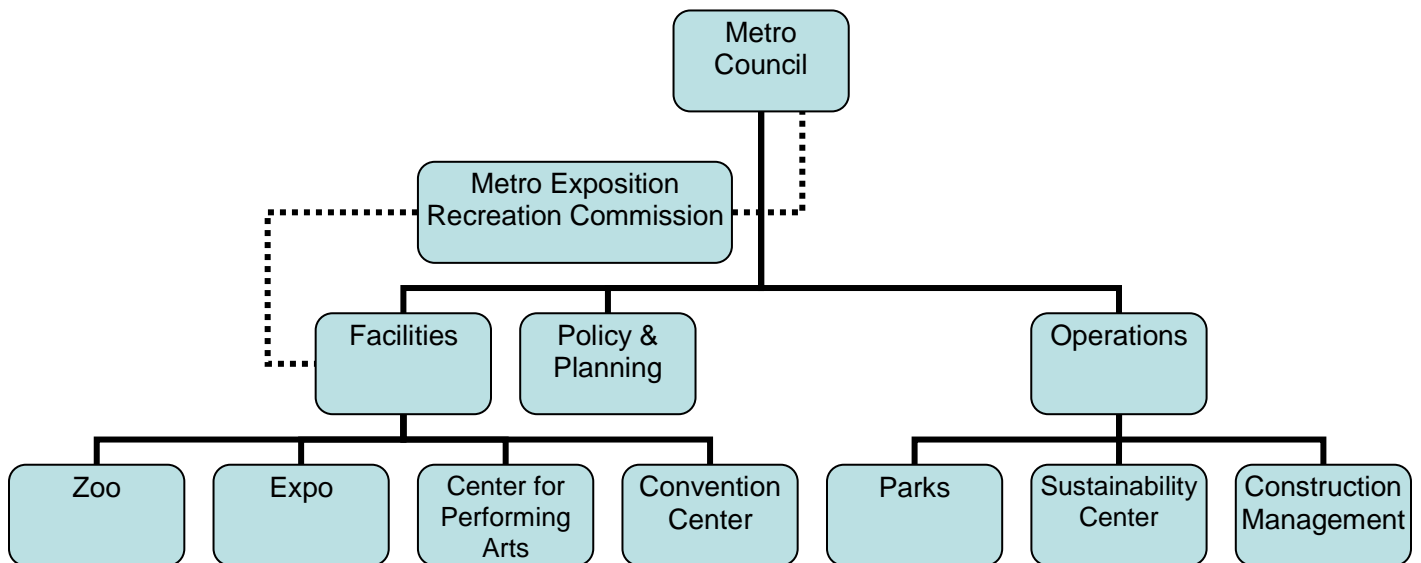 Metro
Council
Metro Exposition
Recreation Commission
Facilities
Policy &
Planning
Operations
Zoo
Expo
Center for
Performing
Arts
Convention
Center
Parks
Sustainability
Center
Construction
Management